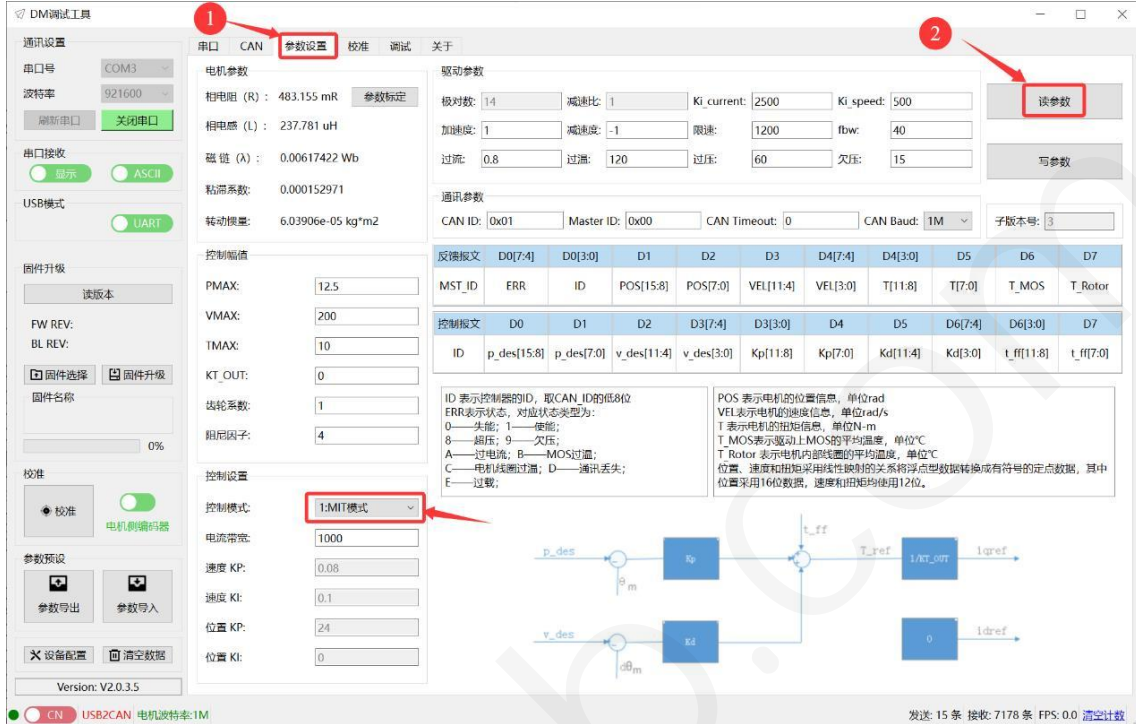 DM调试工具
1
2
通讯设置
串口号 COM3
波特率 921600
刷新串口 关闭串口
串口接收
显示 ASCII
USB模式
UART
固件升级
读版本
FW REV:
BL REV:
固件选择 固件升级
固件名称
0%
校准
校准
电机侧编码器
参数预设
参数导出 参数导入
设备配置 清空数据
Version: V2.0.3.5
串口 CAN 参数设置 校准 调试 关于
电机参数
相电阻（R）: 483.155 mR 参数标定
相电感（L）: 237.781 uH
磁 链（λ）: 0.00617422 Wb
粘滞系数: 0.000152971
转动惯量: 6.03906e-05 kg*m2
控制幅值
PMAX: 12.5
VMAX: 200
TMAX: 10
KT_OUT: 0
齿轮系数: 1
阻尼因子: 4
控制设置
控制模式: 1:MIT模式
电流带宽: 1000
速度 KP: 0.08
速度 KI: 0.1
位置 KP: 24
位置 KI: 0
驱动参数
极对数: 14 减速比: 1 Ki_current: 2500 Ki_speed: 500
加速度: 1 减速度: -1 限速: 1200 fbw: 40
过流: 0.8 过温: 120 过压: 60 欠压: 15
读参数
写参数
通讯参数
CAN ID: 0x01 Master ID: 0x00 CAN Timeout: 0 CAN Baud: 1M 子版本号: 3
反馈报文 D0[7:4] D0[3:0] D1 D2 D3 D4[7:4] D4[3:0] D5 D6 D7
MST_ID ERR ID POS[15:8] POS[7:0] VEL[11:4] VEL[3:0] T[11:8] T[7:0] T_MOS T_Rotor
控制报文 D0 D1 D2 D3[7:4] D3[3:0] D4 D5 D6[7:4] D6[3:0] D7
ID p_des[15:8] p_des[7:0] v_des[11:4] v_des[3:0] Kp[11:8] Kp[7:0] Kd[11:4] Kd[3:0] t_ff[11:8] t_ff[7:0]
ID 表示控制器的ID，取CAN_ID的低8位
ERR表示状态，对应状态类型为：
0——失能；1——使能；
8——超压；9——欠压；
A——过电流；B——MOS过温；
C——电机线圈过温；D——通讯丢失；
E——过载；
POS 表示电机的位置信息，单位rad
VEL表示电机的速度信息，单位rad/s
T 表示电机的扭矩信息，单位N-m
T_MOS表示驱动上MOS的平均温度，单位℃
T_Rotor 表示电机内部线圈的平均温度，单位℃
位置、速度和扭矩采用线性映射的关系将浮点型数据转换成有符号的定点数据，其中
位置采用16位数据，速度和扭矩均使用12位。
t_ff
p_des Kp T_ref 1/KT_OUT iqref
θm
v_des Kd 0 idref
dθm
CN USB2CAN 电机波特率:1M
发送: 15 条 接收: 7178 条 FPS: 0.0 清空计数